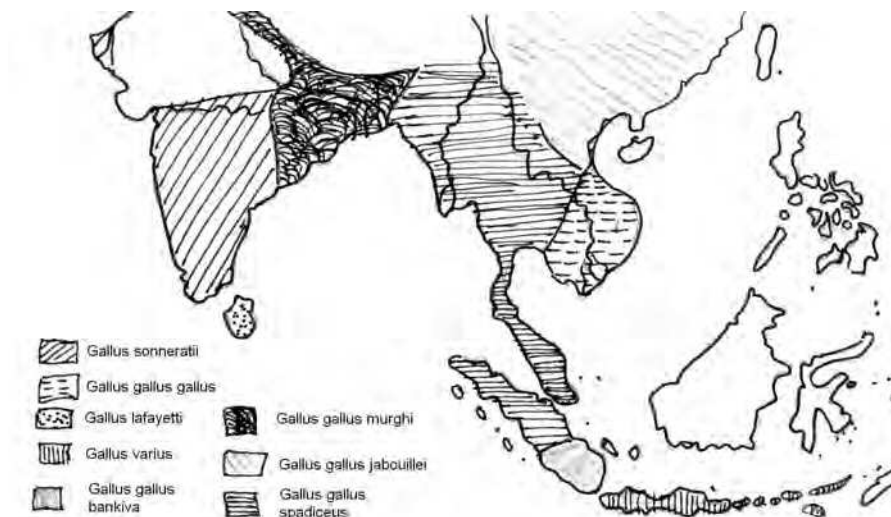 Gallus sonneratii
Gallus gallus gallus
Gallus lafayetti
Gallus varius
Gallus gallus
bankiva
Gallus gallus murghi
Gallus gallus jabouillei
Gallus gallus
spadiceus